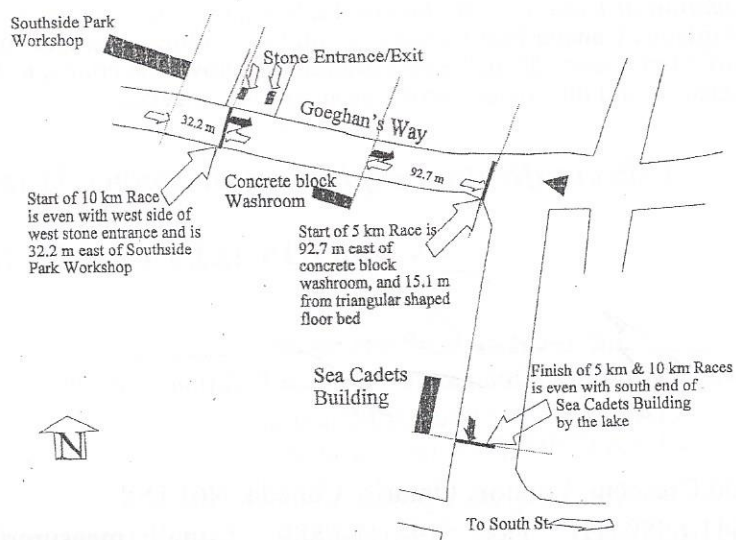 Southside Park
Workshop
Stone Entrance/Exit
32.2 m
Goeghan's Way
92.7 m
Concrete block
Washroom
Start of 10 km Race
is even with west side of
west stone entrance and is
32.2 m east of Southside
Park Workshop
Start of 5 km Race is
92.7 m east of
concrete block
washroom, and 15.1 m
from triangular shaped
floor bed
Sea Cadets
Building
Finish of 5 km & 10 km Races
is even with south end of
Sea Cadets Building
by the lake
N
To South St.